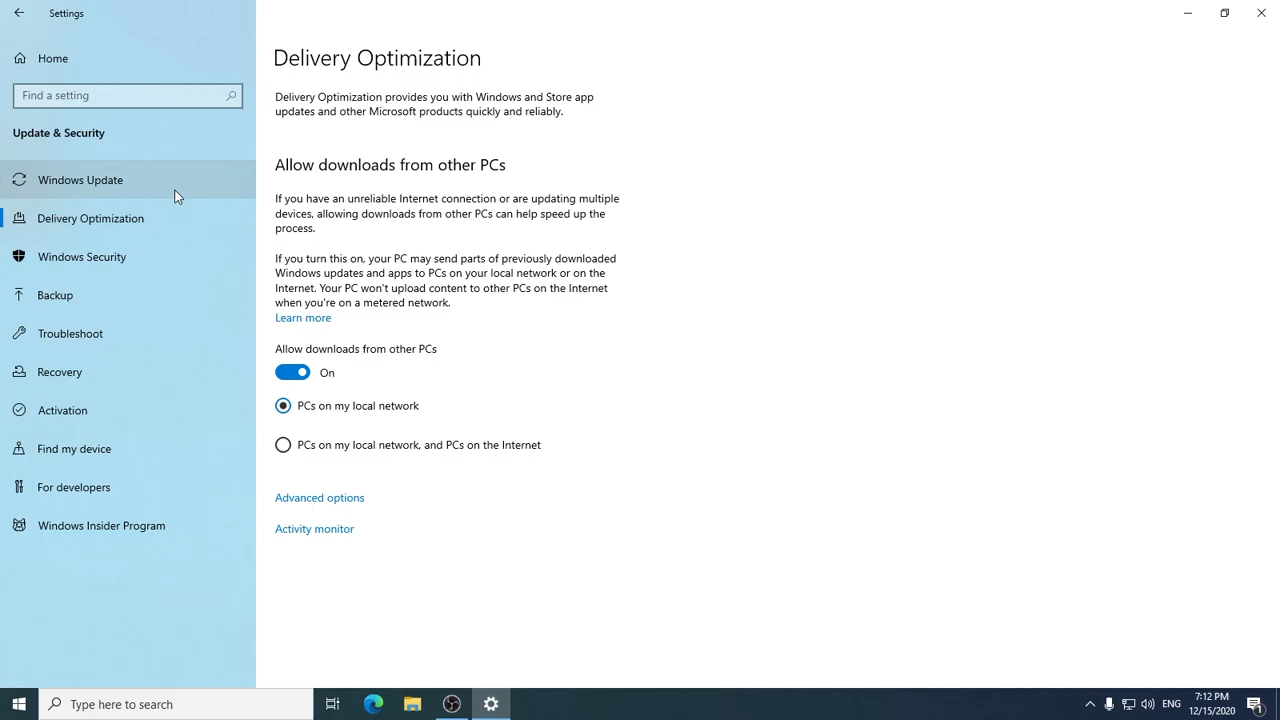 Settings
Home
Find a setting
Update & Security
Windows Update
Delivery Optimization
Windows Security
Backup
Troubleshoot
Recovery
Activation
Find my device
For developers
Windows Insider Program
Delivery Optimization
Delivery Optimization provides you with Windows and Store app
updates and other Microsoft products quickly and reliably.
Allow downloads from other PCs
If you have an unreliable Internet connection or are updating multiple
devices, allowing downloads from other PCs can help speed up the
process.
If you turn this on, your PC may send parts of previously downloaded
Windows updates and apps to PCs on your local network or on the
Internet. Your PC won't upload content to other PCs on the Internet
when you're on a metered network.
Learn more
Allow downloads from other PCs
On
PCs on my local network
PCs on my local network, and PCs on the Internet
Advanced options
Activity monitor
Type here to search
ENG
7:12 PM
12/15/2020
1